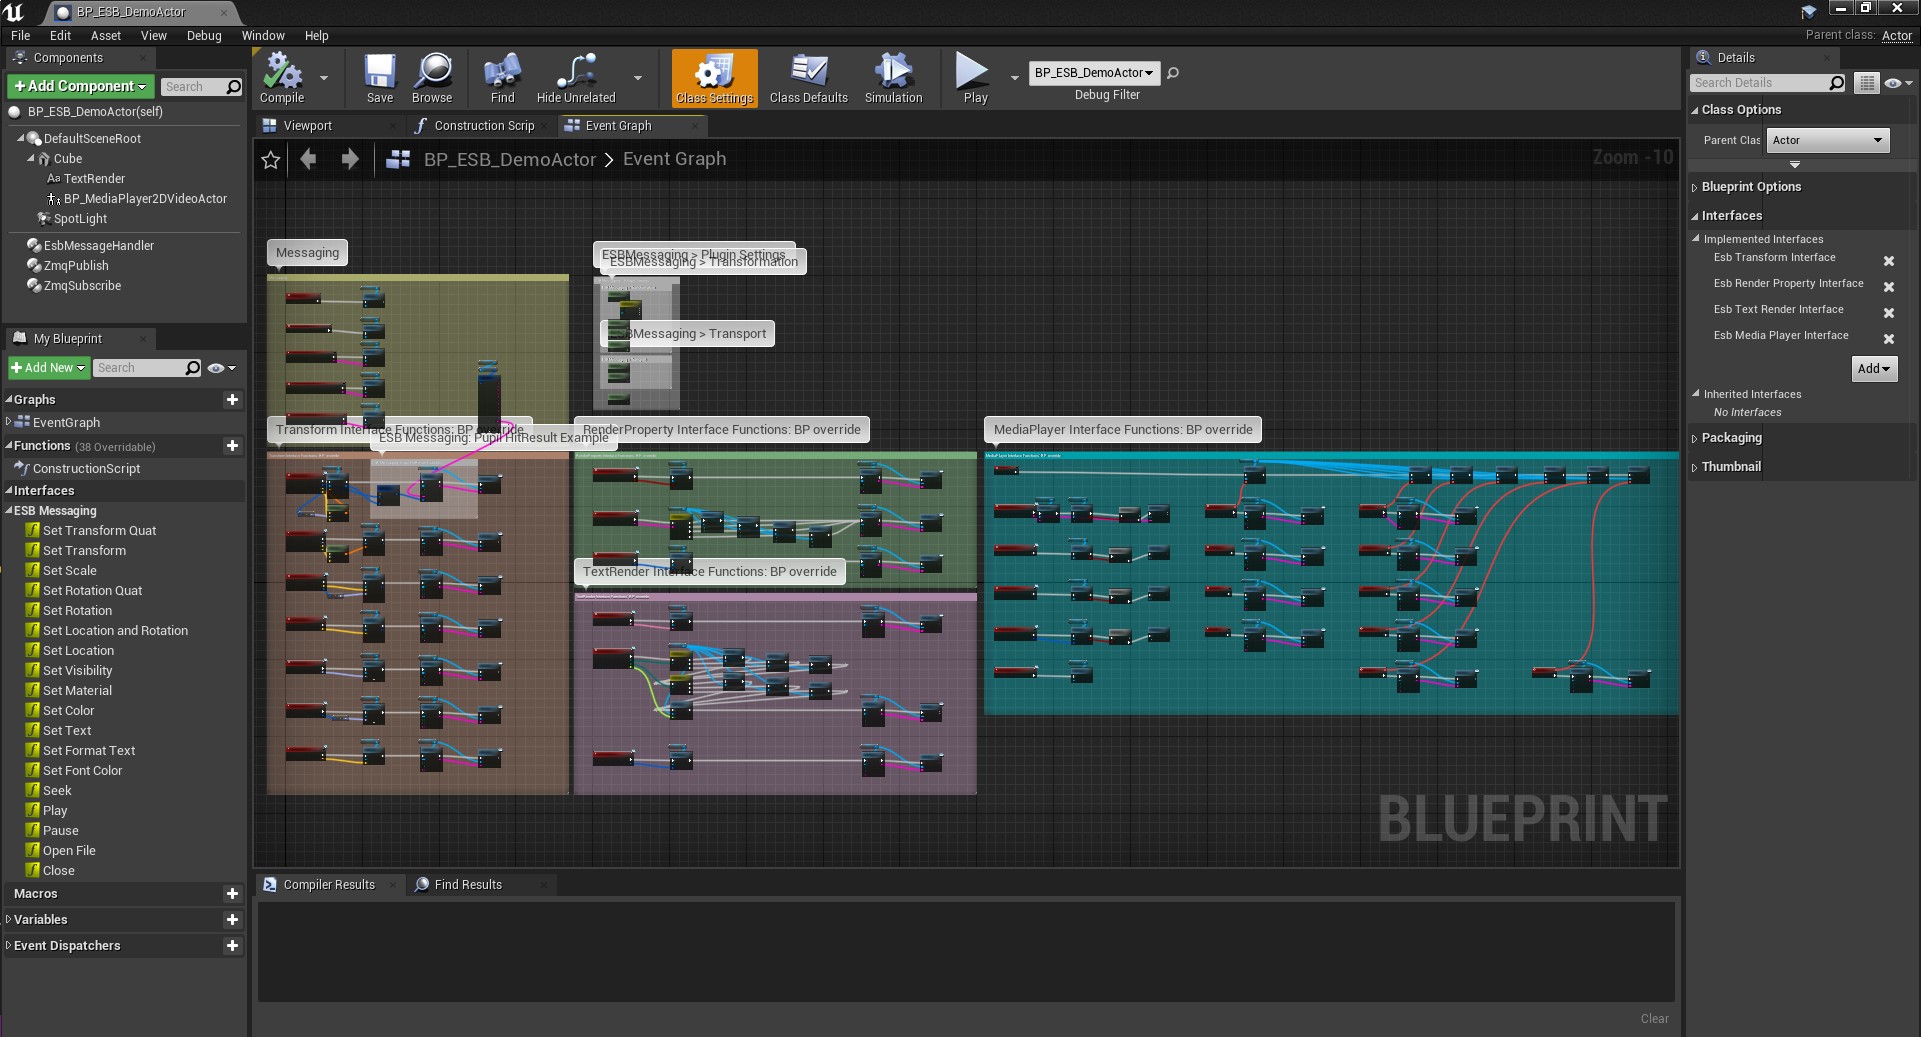 BP_ESB_DemoActor
File Edit Asset View Debug Window Help
Parent class: Actor
Components
+Add Component
Search
BP_ESB_DemoActor(self)
DefaultSceneRoot
Cube
TextRender
BP_MediaPlayer2DVideoActor
SpotLight
EsbMessageHandler
ZmqPublish
ZmqSubscribe
My Blueprint
+Add New
Search
Graphs
EventGraph
Functions (38 Overridable)
ConstructionScript
Interfaces
ESB Messaging
Set Transform Quat
Set Transform
Set Scale
Set Rotation Quat
Set Rotation
Set Location and Rotation
Set Location
Set Visibility
Set Material
Set Color
Set Text
Set Format Text
Set Font Color
Seek
Play
Pause
Open File
Close
Macros
Variables
Event Dispatchers
Compile
Save
Browse
Find
Hide Unrelated
Class Settings
Class Defaults
Simulation
Play
BP_ESB_DemoActor
Debug Filter
Viewport
Construction Scrip
Event Graph
BP_ESB_DemoActor > Event Graph
Zoom -10
Messaging
ESBMessaging > Plugin Settings
ESBMessaging > Transformation
BMessaging > Transport
Transform Interface Functions: BP override
ESB Messaging: Pupil HitResult Example
RenderProperty Interface Functions: BP override
MediaPlayer Interface Functions: BP override
TextRender Interface Functions: BP override
BLUEPRINT
Compiler Results
Find Results
Clear
Details
Search Details
Class Options
Parent Clas
Actor
Blueprint Options
Interfaces
Implemented Interfaces
Esb Transform Interface
Esb Render Property Interface
Esb Text Render Interface
Esb Media Player Interface
Add
Inherited Interfaces
No Interfaces
Packaging
Thumbnail